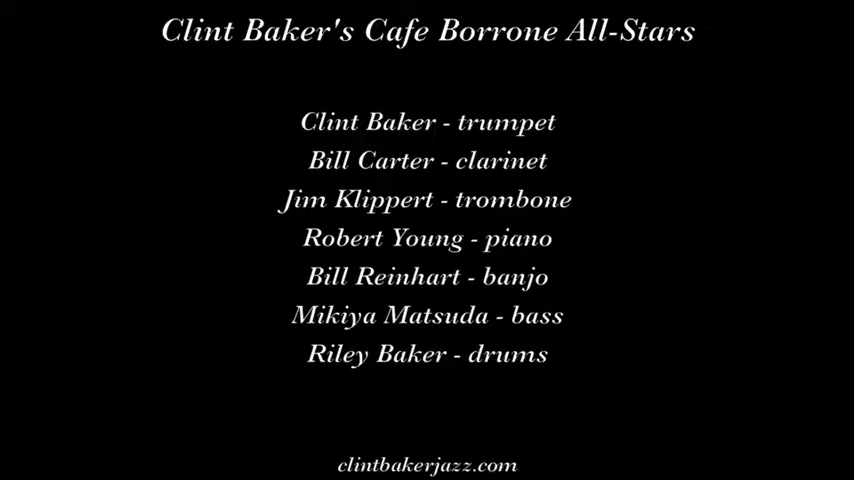 Clint Baker's Cafe Borrone All-Stars
Clint Baker - trumpet
Bill Carter - clarinet
Jim Klippert - trombone
Robert Young - piano
Bill Reinhart - banjo
Mikiya Matsuda - bass
Riley Baker - drums
clintbakerjazz.com